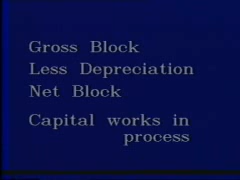 Gross Block
Less Depreciation
Net Block
Capital works in
process